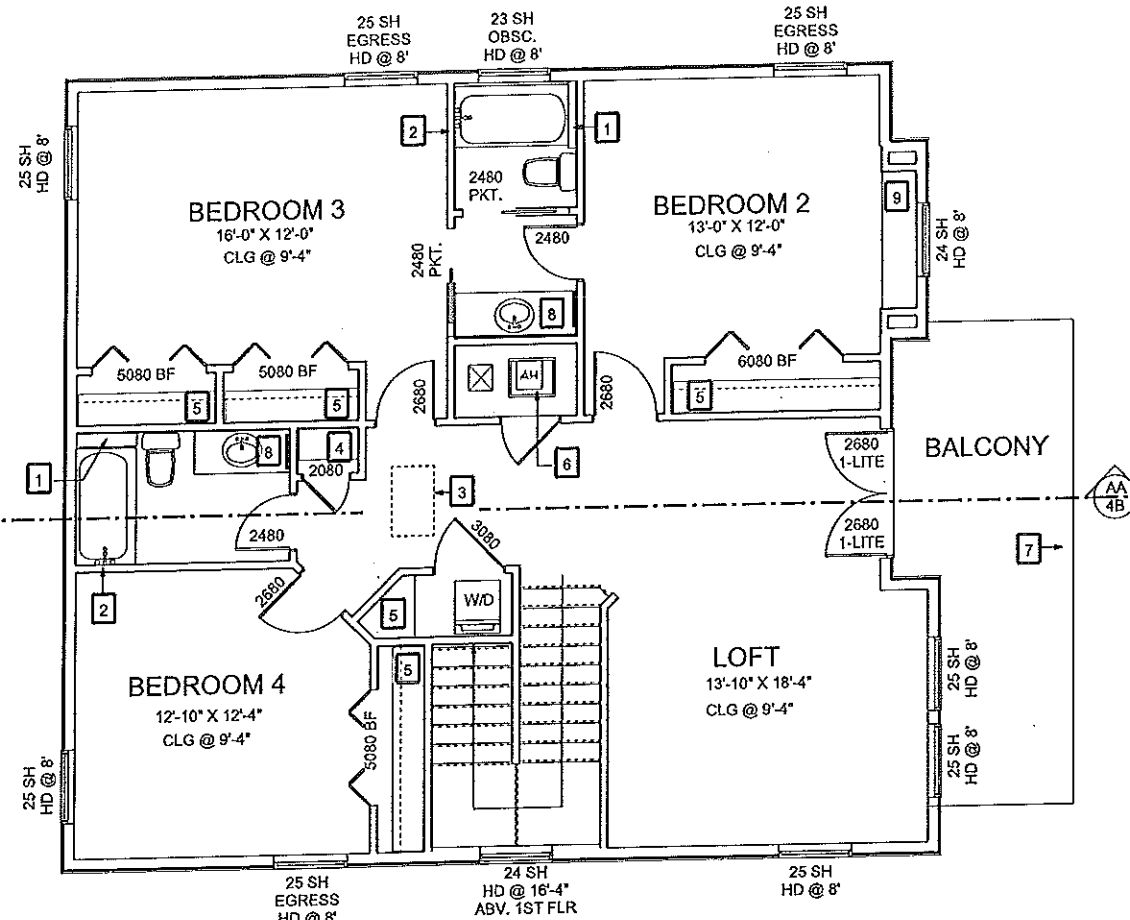 25 SH
EGRESS
HD @ 8'
23 SH
OBSC.
HD @ 8'
25 SH
EGRESS
HD @ 8'
25 SH
HD @ 8'
2
1
2480
PKT.
BEDROOM 3
16'-0" X 12'-0"
CLG @ 9'-4"
BEDROOM 2
13'-0" X 12'-0"
CLG @ 9'-4"
9
24 SH
HD @ 8'
2480
PKT.
2480
8
5080 BF
5080 BF
6080 BF
AH
5
5
2680
2680
5
8
4
2080
6
1
3
2680
1-LITE
BALCONY
AA
4B
2480
3080
2680
1-LITE
7
2
2680
5
W/D
5
BEDROOM 4
12'-10" X 12'-4"
CLG @ 9'-4"
5080 BF
LOFT
13'-10" X 18'-4"
CLG @ 9'-4"
25 SH
HD @ 8'
25 SH
HD @ 8'
25 SH
HD @ 8'
25 SH
EGRESS
HD @ 8'
24 SH
HD @ 16'-4"
ABV. 1ST FLR
25 SH
HD @ 8'